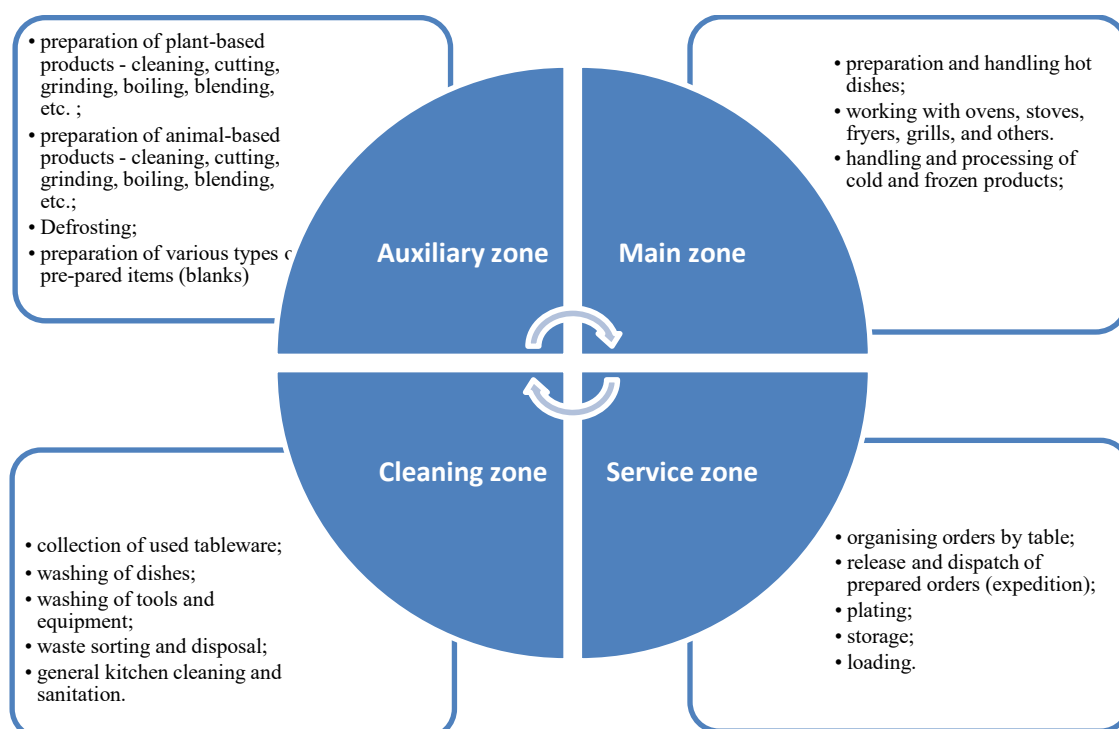 • preparation of plant-based
products - cleaning, cutting,
grinding, boiling, blending,
etc. ;
• preparation of animal-based
products - cleaning, cutting,
grinding, boiling, blending,
etc.;
• Defrosting;
• preparation of various types
pre-pared items (blanks)
• preparation and handling hot
dishes;
• working with ovens, stoves,
fryers, grills, and others.
• handling and processing of
cold and frozen products;
Auxiliary zone
Main zone
Cleaning zone
Service zone
• collection of used tableware;
• washing of dishes;
• washing of tools and
equipment;
• waste sorting and disposal;
• general kitchen cleaning and
sanitation.
• organising orders by table;
• release and dispatch of
prepared orders (expedition);
• plating;
• storage;
• loading.